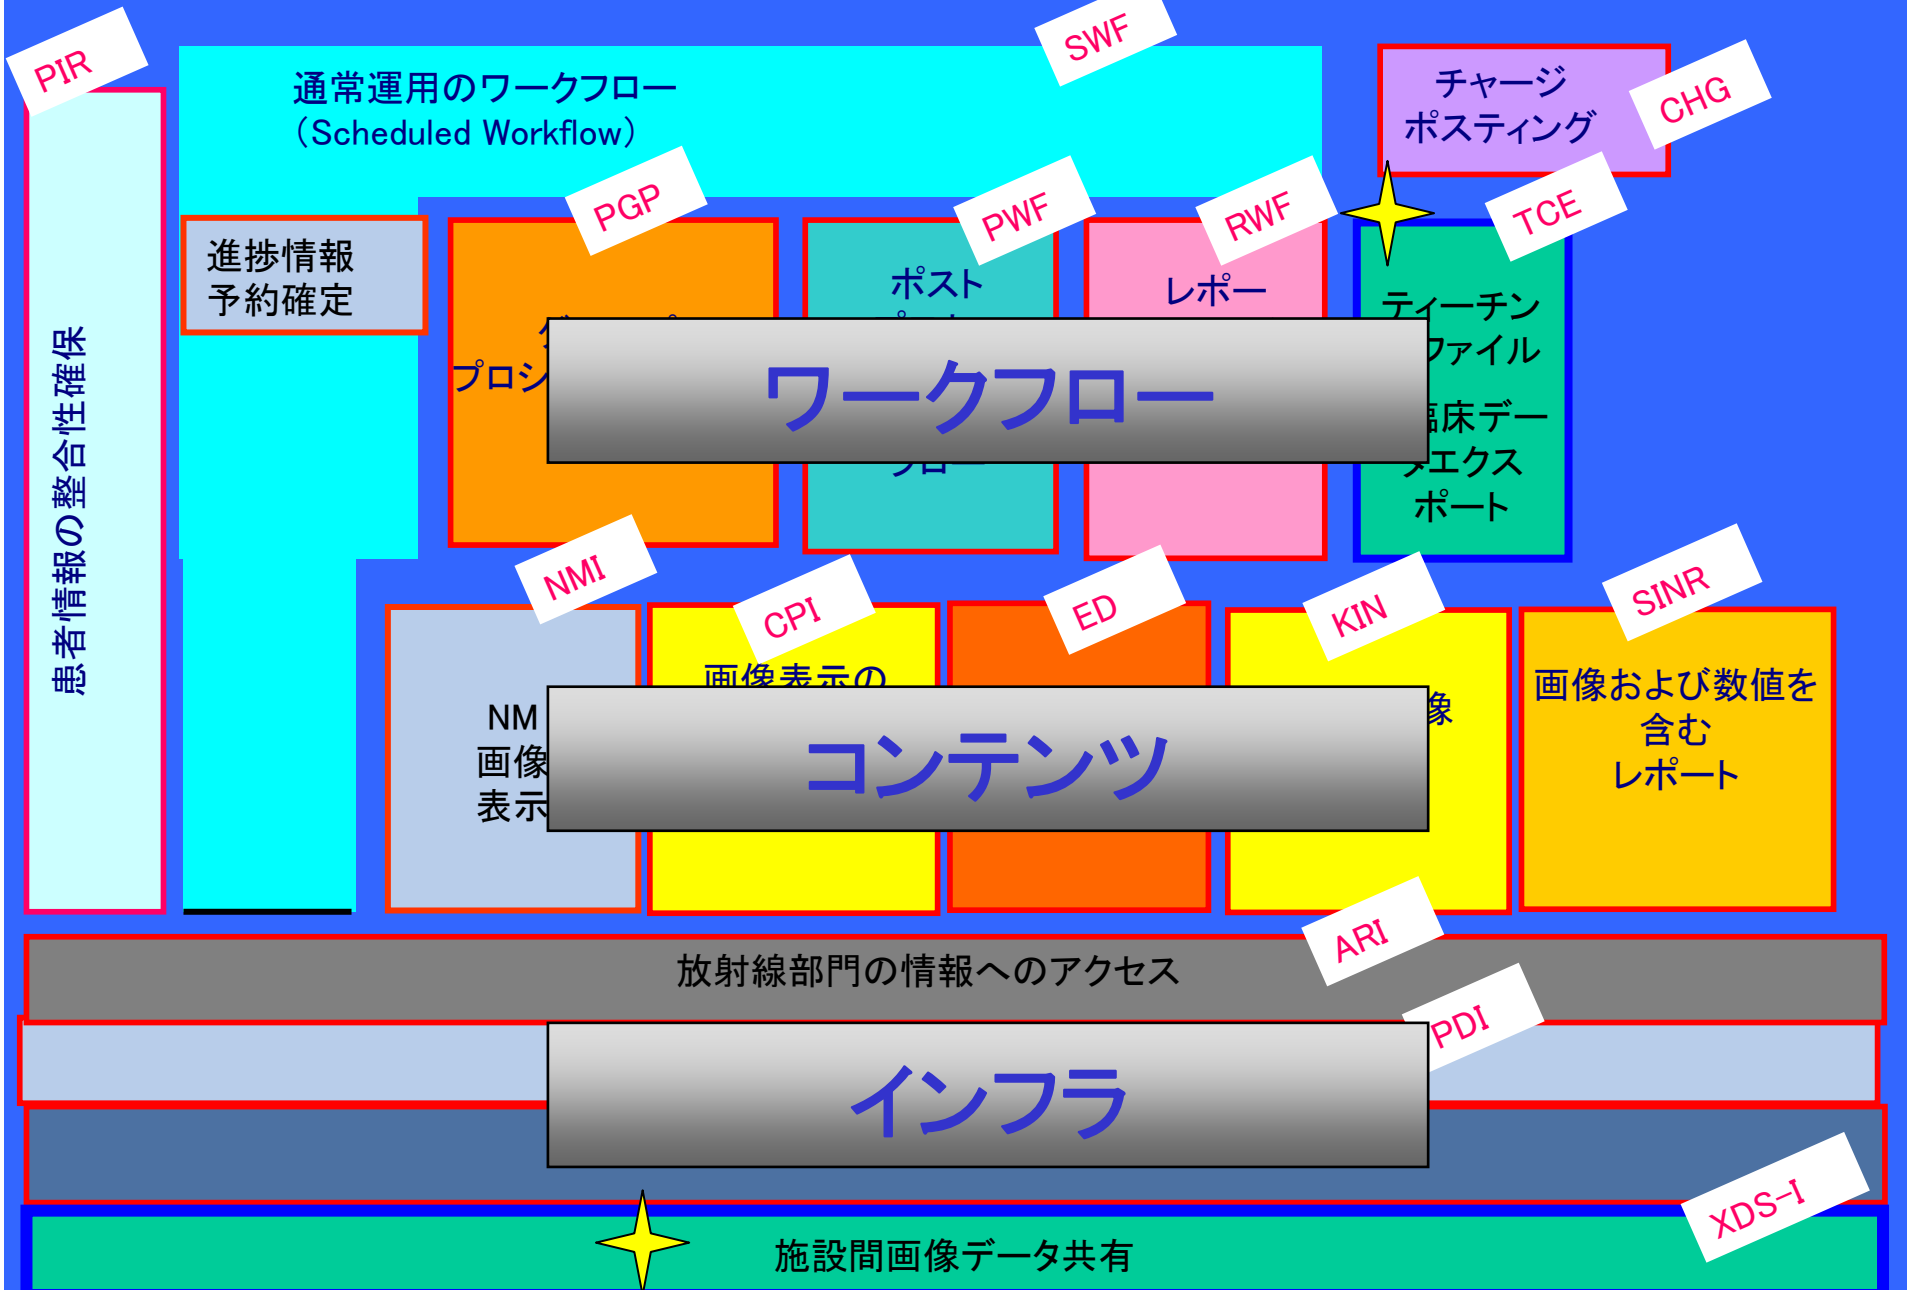 PIR
SWF
通常運用のワークフロー
（Scheduled Workflow）
チャージ
ポスティング
CHG
PGP
PWF
RWF
TCE
進捗情報
予約確定
ポスト
レポー
プロシ
ティーチン
ファイル
床デー
エクス
ポート
ワークフロー
フロー
患者情報の整合性確保
NMI
CPI
ED
KIN
SINR
画像表示の
NM
画像
表示
像
画像および数値を
含む
レポート
コンテンツ
ARI
放射線部門の情報へのアクセス
PDI
インフラ
XDS-I
施設間画像データ共有